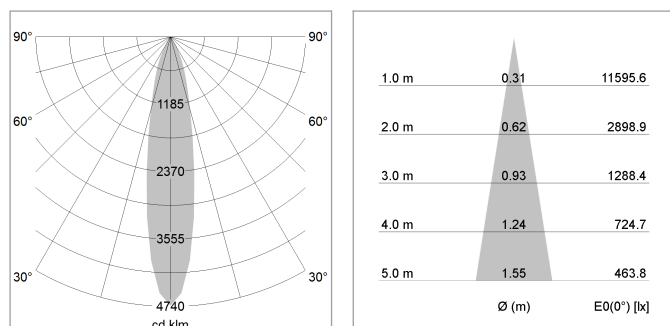 90° 90°
1185
60° 60°
2370
3555
30° 30°
4740
cd klm
1.0 m 0.31 11595.6
2.0 m 0.62 2898.9
3.0 m 0.93 1288.4
4.0 m 1.24 724.7
5.0 m 1.55 463.8
Ø (m) E0(0°) [lx]